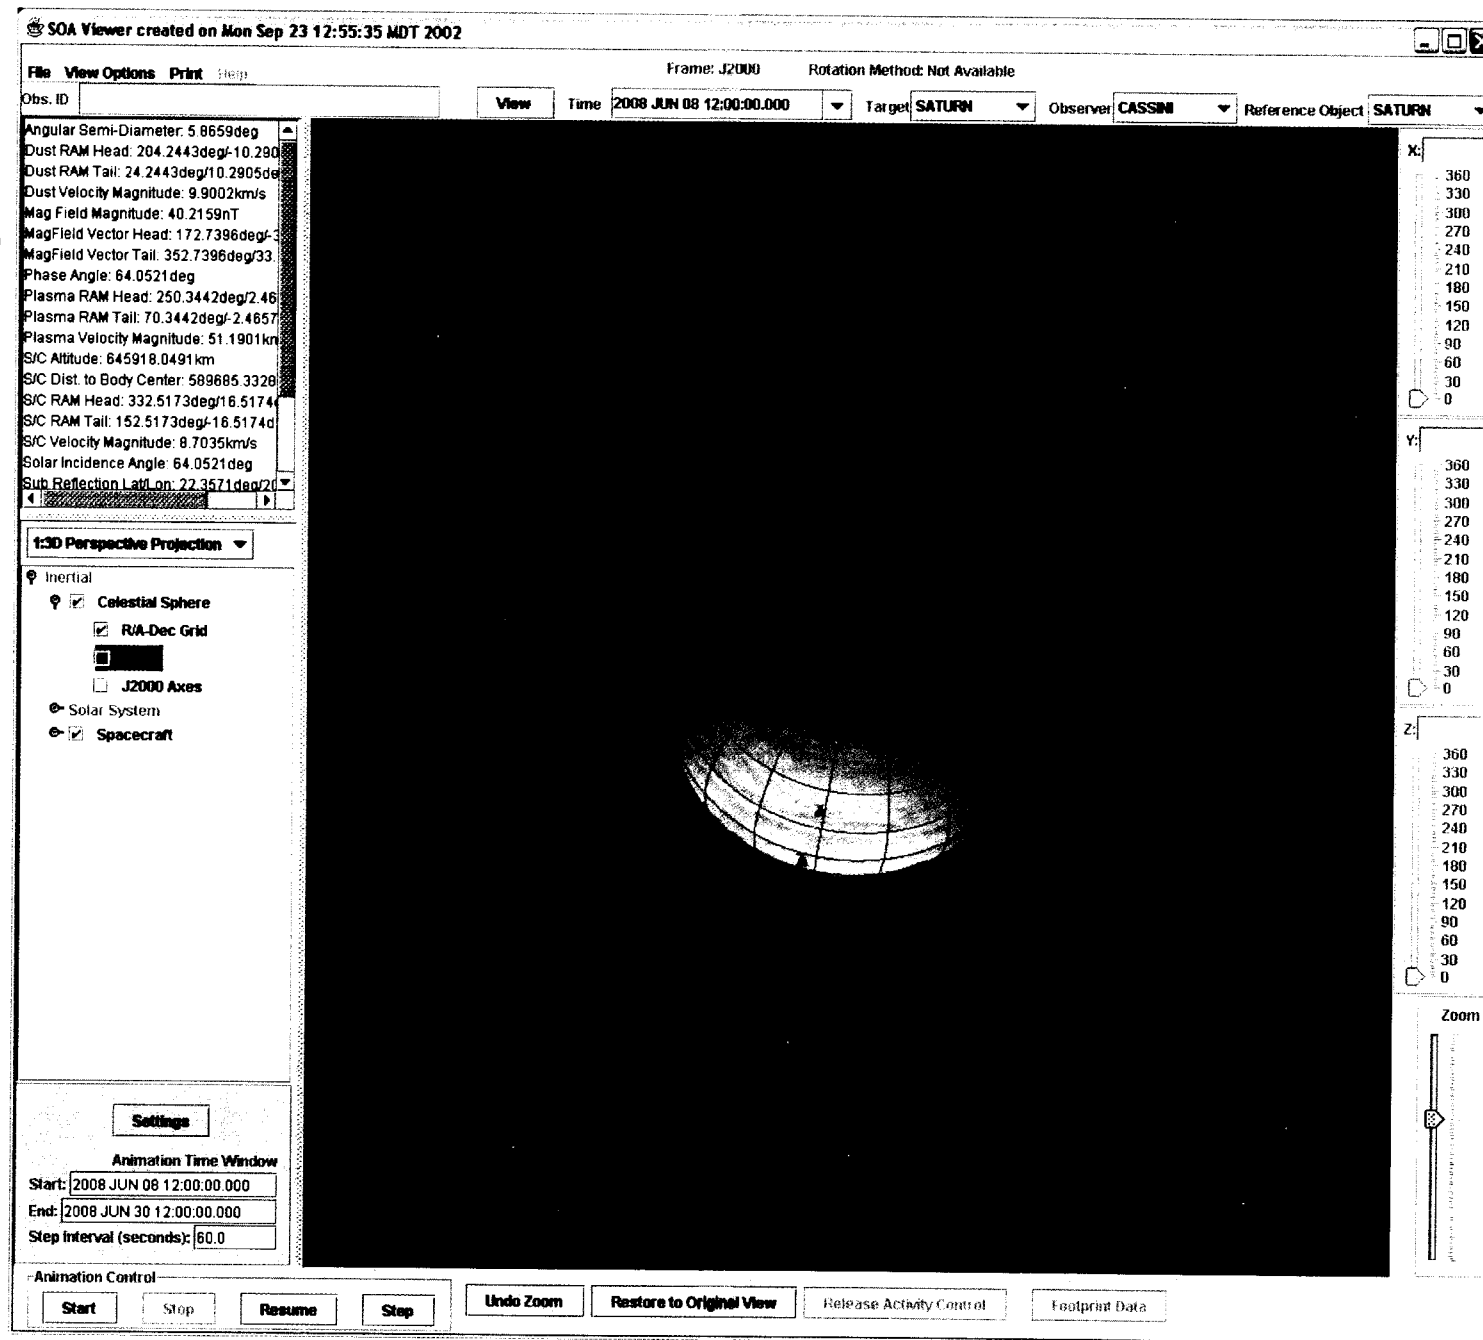 SOA Viewer created on Mon Sep 23 12:55:35 MDT 2002
File View Options Print Help
Frame: J2000 Rotation Method: Not Available
Obs. ID View Time 2008 JUN 08 12:00:00.000 Target SATURN Observer CASSINI Reference Object SATURN
Angular Semi-Diameter: 5.8659deg
Dust RAM Head: 204.2443deg/-10.290
Dust RAM Tail: 24.2443deg/10.2905de
Dust Velocity Magnitude: 9.9002km/s
Mag Field Magnitude: 40.2159nT
MagField Vector Head: 172.7396deg/-3
MagField Vector Tail: 352.7396deg/33.
Phase Angle: 64.0521deg
Plasma RAM Head: 250.3442deg/2.46
Plasma RAM Tail: 70.3442deg/-2.4657
Plasma Velocity Magnitude: 51.1901km
S/C Altitude: 645918.0491km
S/C Dist. to Body Center: 589685.3328
S/C RAM Head: 332.5173deg/16.5174
S/C RAM Tail: 152.5173deg/-16.5174d
S/C Velocity Magnitude: 8.7035km/s
Solar Incidence Angle: 64.0521deg
Sub Reflection Lat/Lon: 22.3571deg/20
1:3D Perspective Projection
Inertial
Celestial Sphere
R/A-Dec Grid
J2000 Axes
Solar System
Spacecraft
Settings
Animation Time Window
Start: 2008 JUN 08 12:00:00.000
End: 2008 JUN 30 12:00:00.000
Step interval (seconds): 60.0
Animation Control
Start Stop Resume Step
Undo Zoom Restore to Original View Release Activity Control Footprint Data
X:
360
330
300
270
240
210
180
150
120
90
60
30
0
Y:
360
330
300
270
240
210
180
150
120
90
60
30
0
Z:
360
330
300
270
240
210
180
150
120
90
60
30
0
Zoom